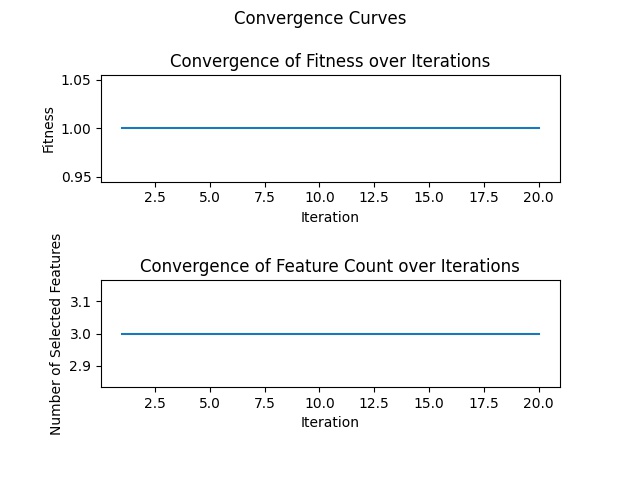 Convergence Curves
Convergence of Fitness over Iterations
1.05
1.00
0.95
Fitness
2.5 5.0 7.5 10.0 12.5 15.0 17.5 20.0
Iteration
Convergence of Feature Count over Iterations
3.1
3.0
2.9
Number of Selected Features
2.5 5.0 7.5 10.0 12.5 15.0 17.5 20.0
Iteration